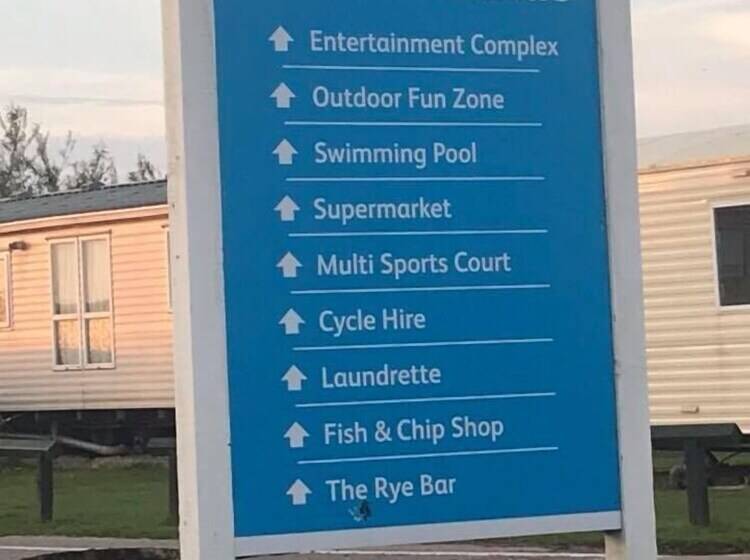 Entertainment Complex
Outdoor Fun Zone
Swimming Pool
Supermarket
Multi Sports Court
Cycle Hire
Laundrette
Fish & Chip Shop
The Rye Bar